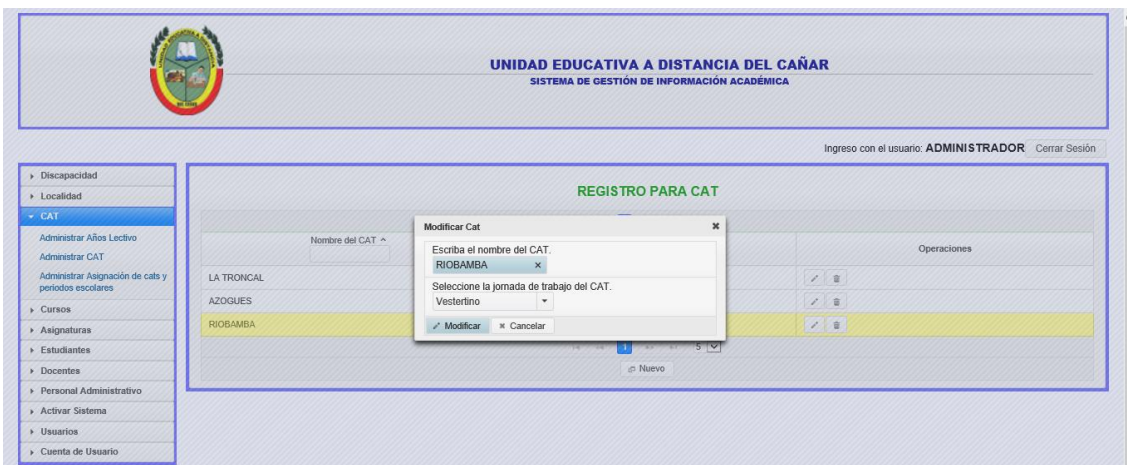 UNIDAD EDUCATIVA A DISTANCIA DEL CAÑAR
SISTEMA DE GESTIÓN DE INFORMACIÓN ACADÉMICA
Ingreso con el usuario: ADMINISTRADOR Cerrar Sesión
Discapacidad
Localidad
CAT
Administrar Años Lectivo
Administrar CAT
Administrar Asignación de cats y
periodos escolares
Cursos
Asignaturas
Estudiantes
Docentes
Personal Administrativo
Activar Sistema
Usuarios
Cuenta de Usuario
REGISTRO PARA CAT
Nombre del CAT
Operaciones
LA TRONCAL
AZOGUES
RIOBAMBA
Modificar Cat
Escriba el nombre del CAT.
RIOBAMBA
Seleccione la jornada de trabajo del CAT.
Vestertino
Modificar Cancelar
1 5
Nuevo